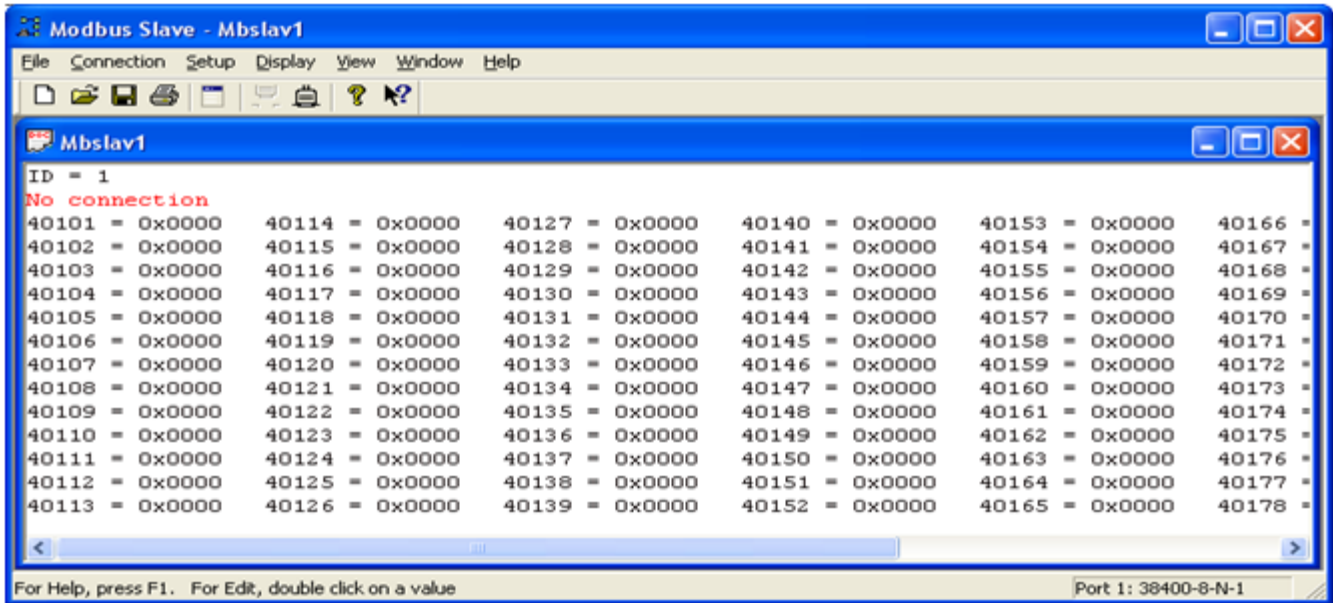 Modbus Slave - Mbslav1
File Connection Setup Display View Window Help
Mbslav1
ID = 1
No connection
40101 = 0x0000 40114 = 0x0000 40127 = 0x0000 40140 = 0x0000 40153 = 0x0000 40166 =
40102 = 0x0000 40115 = 0x0000 40128 = 0x0000 40141 = 0x0000 40154 = 0x0000 40167 =
40103 = 0x0000 40116 = 0x0000 40129 = 0x0000 40142 = 0x0000 40155 = 0x0000 40168 =
40104 = 0x0000 40117 = 0x0000 40130 = 0x0000 40143 = 0x0000 40156 = 0x0000 40169 =
40105 = 0x0000 40118 = 0x0000 40131 = 0x0000 40144 = 0x0000 40157 = 0x0000 40170 =
40106 = 0x0000 40119 = 0x0000 40132 = 0x0000 40145 = 0x0000 40158 = 0x0000 40171 =
40107 = 0x0000 40120 = 0x0000 40133 = 0x0000 40146 = 0x0000 40159 = 0x0000 40172 =
40108 = 0x0000 40121 = 0x0000 40134 = 0x0000 40147 = 0x0000 40160 = 0x0000 40173 =
40109 = 0x0000 40122 = 0x0000 40135 = 0x0000 40148 = 0x0000 40161 = 0x0000 40174 =
40110 = 0x0000 40123 = 0x0000 40136 = 0x0000 40149 = 0x0000 40162 = 0x0000 40175 =
40111 = 0x0000 40124 = 0x0000 40137 = 0x0000 40150 = 0x0000 40163 = 0x0000 40176 =
40112 = 0x0000 40125 = 0x0000 40138 = 0x0000 40151 = 0x0000 40164 = 0x0000 40177 =
40113 = 0x0000 40126 = 0x0000 40139 = 0x0000 40152 = 0x0000 40165 = 0x0000 40178 =
For Help, press F1. For Edit, double click on a value Port 1: 38400-8-N-1